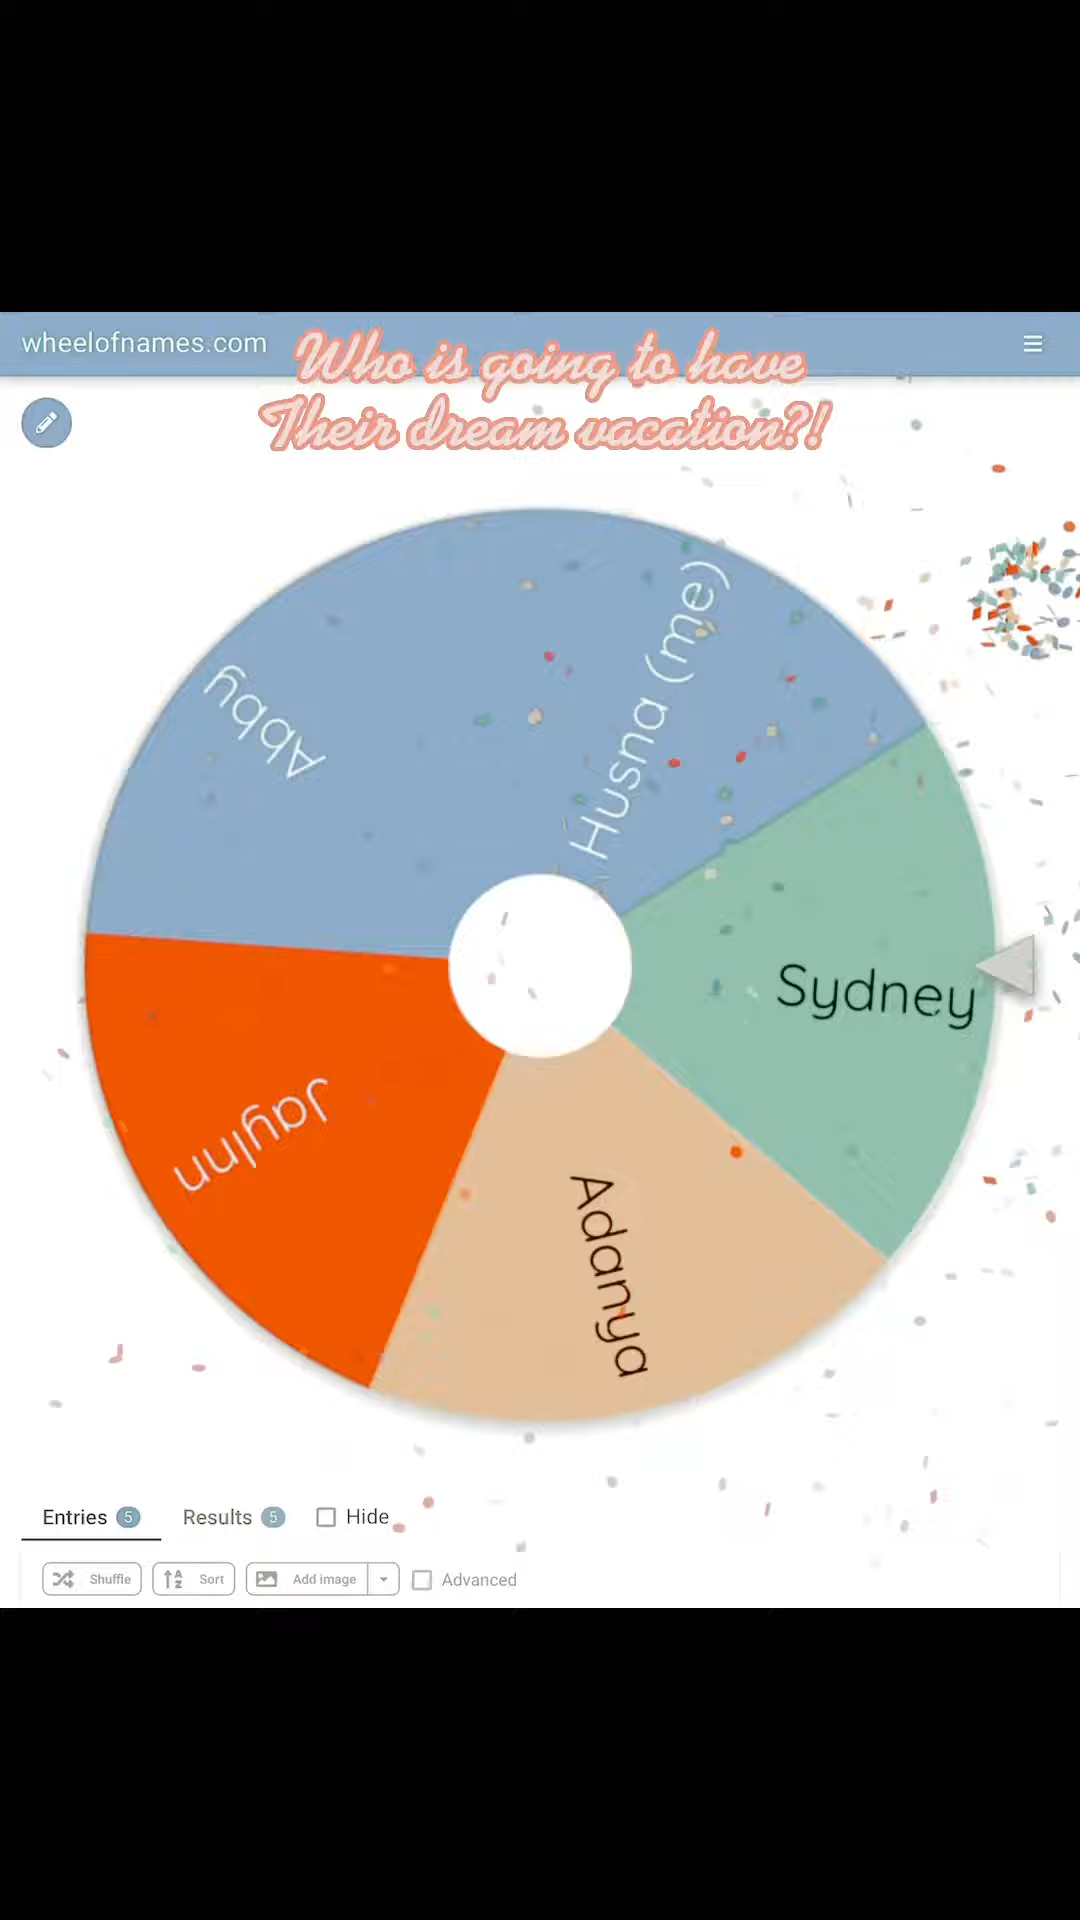 wheelofnames.com
Who is going to have
Their dream vacation?!
Abby
Husna (me)
Sydney
Jaylnn
Adanya
Entries 5 Results 5 Hide
Shuffle Sort Add image Advanced